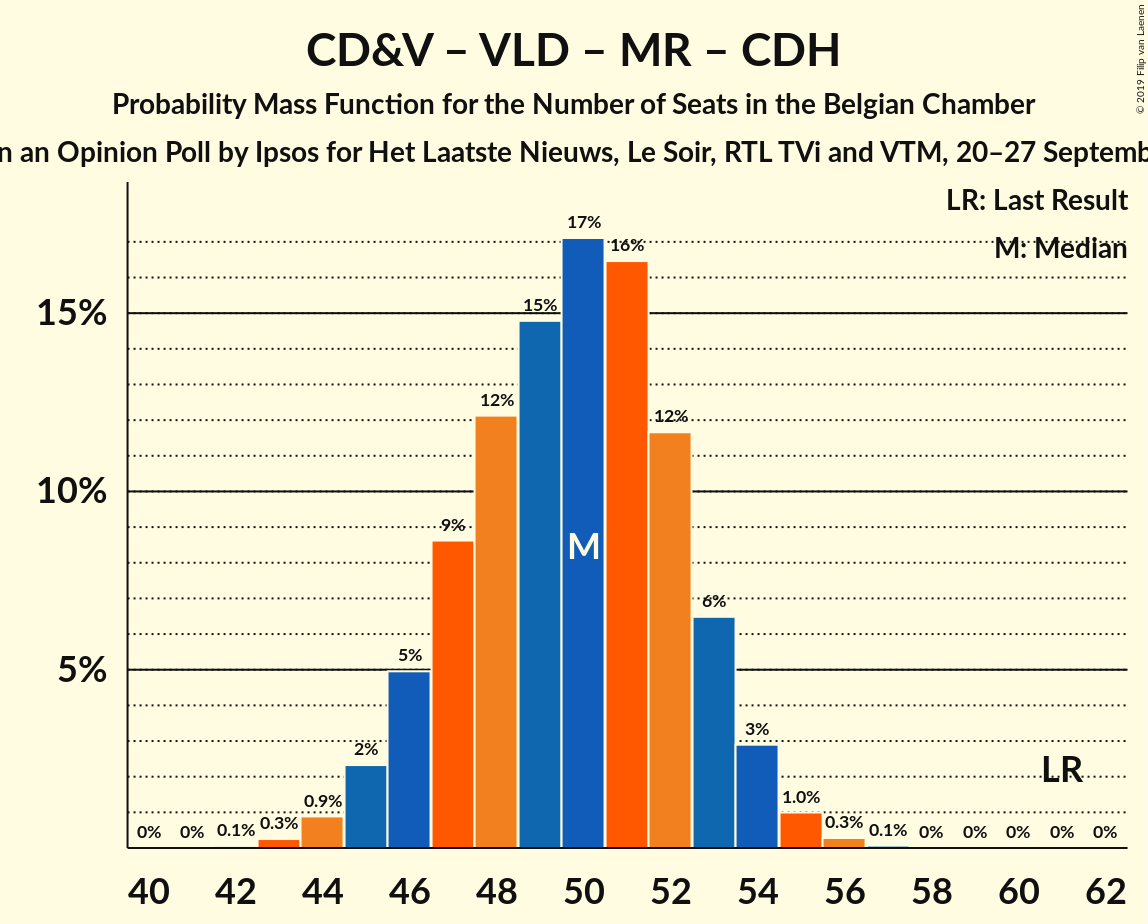 CD&V – VLD – MR – CDH
Probability Mass Function for the Number of Seats in the Belgian Chamber
n an Opinion Poll by Ipsos for Het Laatste Nieuws, Le Soir, RTL TVi and VTM, 20–27 Septemb
© 2019 Filip van Laenen
LR: Last Result
M: Median
15%
10%
5%
0% 0% 0.1% 0.3% 0.9% 2% 5% 9% 12% 15% 17% 16% 12% 6% 3% 1.0% 0.3% 0.1% 0% 0% 0% 0% 0%
M
LR
40 42 44 46 48 50 52 54 56 58 60 62